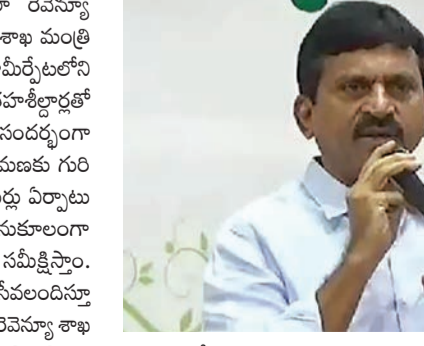 రెవెన్యూ
శాఖ మంత్రి
మీర్‌పేటలోని
హశీల్దార్లతో
సందర్భంగా
మణకు గురి
ర్లు ఏర్పాటు
నుకూలంగా
సమీక్షిస్తాం.
సేవలందిస్తూ
రెవెన్యూ శాఖ